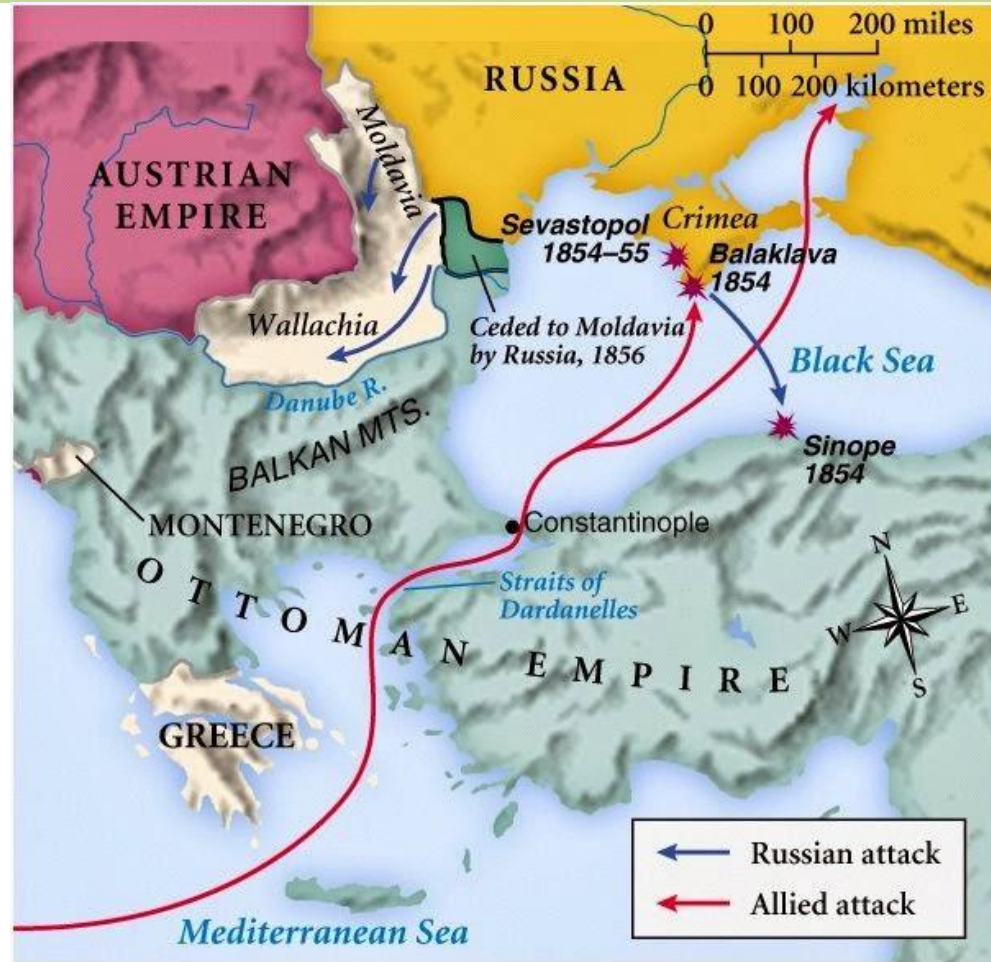 0 100 200 miles
0 100 200 kilometers
RUSSIA
Moldavia
AUSTRIAN
EMPIRE
Sevastopol
1854–55
Crimea
Balaklava
1854
Wallachia
Ceded to Moldavia
by Russia, 1856
Black Sea
Danube R.
BALKAN MTS.
Sinope
1854
MONTENEGRO
Constantinople
Straits of
Dardanelles
OTTOMAN EMPIRE
N
E
W
S
GREECE
Russian attack
Allied attack
Mediterranean Sea